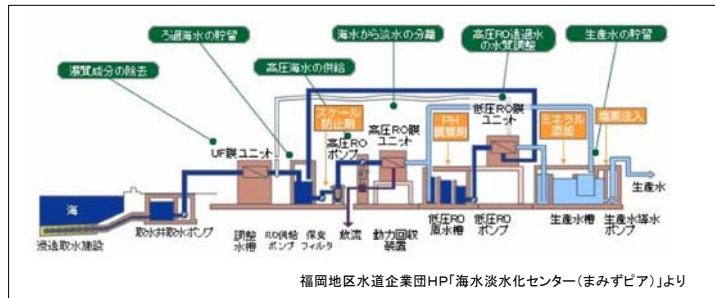 ろ過海水の貯留
海水から淡水の分離
高圧RO透過水
の水質調整
生産水の貯留
濁質成分の除去
高圧海水の供給
スケール
防止剤
高圧RO
ポンプ
高圧RO膜
ユニット
PH
調整剤
低圧RO膜
ユニット
ミネラル
添加
塩素注入
UF膜ユニット
海
生産水
浸透取水施設
取水井
取水ポンプ
調整
水槽
RO供給
ポンプ
保安
フィルタ
放流
動力回収
装置
低圧RO
原水槽
低圧RO
ポンプ
生産水槽
生産水導水
ポンプ
福岡地区水道企業団HP「海水淡水化センター(まみずピア)」より